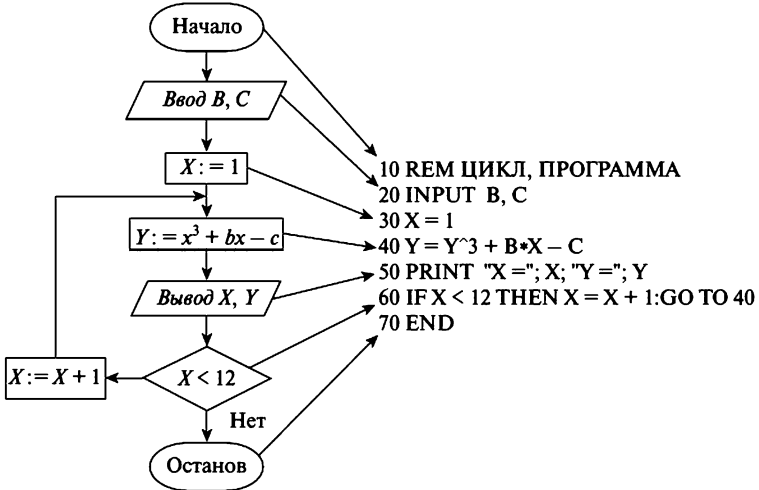 Начало
Ввод B, C
X := 1
Y := x³ + bx – c
Вывод X, Y
X < 12
X := X + 1
Нет
Останов
10 REM ЦИКЛ, ПРОГРАММА
20 INPUT B, C
30 X = 1
40 Y = Y^3 + B*X – C
50 PRINT "X ="; X; "Y ="; Y
60 IF X < 12 THEN X = X + 1:GO TO 40
70 END